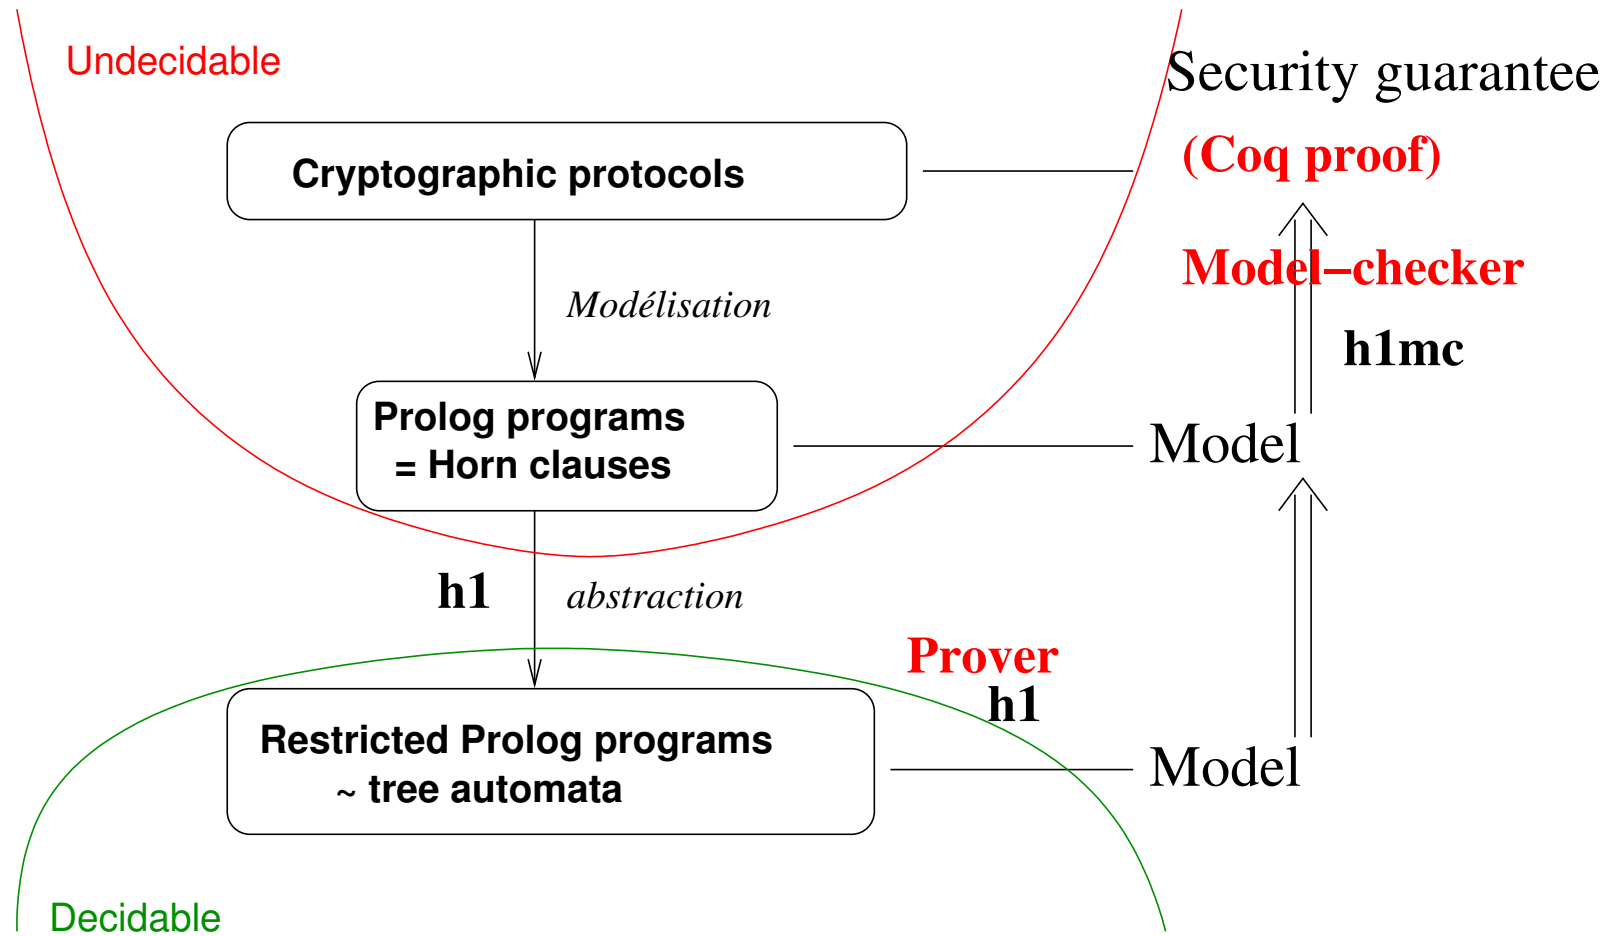 Undecidable
Security guarantee
Cryptographic protocols
(Coq proof)
Model–checker
Modélisation
h1mc
Prolog programs
= Horn clauses
Model
h1
abstraction
Prover
h1
Restricted Prolog programs
~ tree automata
Model
Decidable